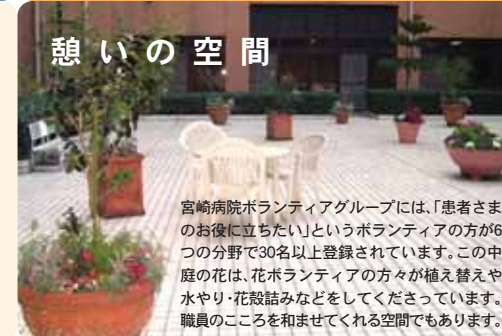 憩いの空間
宮崎病院ボランティアグループには、「患者さま
のお役に立ちたい」というボランティアの方が6
つの分野で30名以上登録されています。この中
庭の花は、花ボランティアの方々が植え替えや
水やり・花殻詰みなどをしてくださっています。
職員のこころを和ませてくれる空間でもあります。